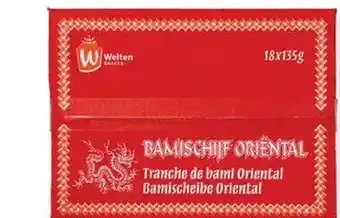 W Welten
SNACKS
18x135g
BAMISCHIJF ORIËNTAL
Tranche de bami Oriental
Bamischeibe Oriental